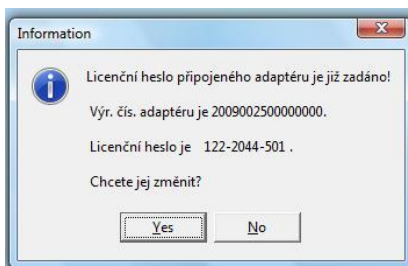 Information
Licenční heslo připojeného adaptéru je již zadáno!
Výr. čís. adaptéru je 2009002500000000.
Licenční heslo je 122-2044-501 .
Chcete jej změnit?
Yes
No